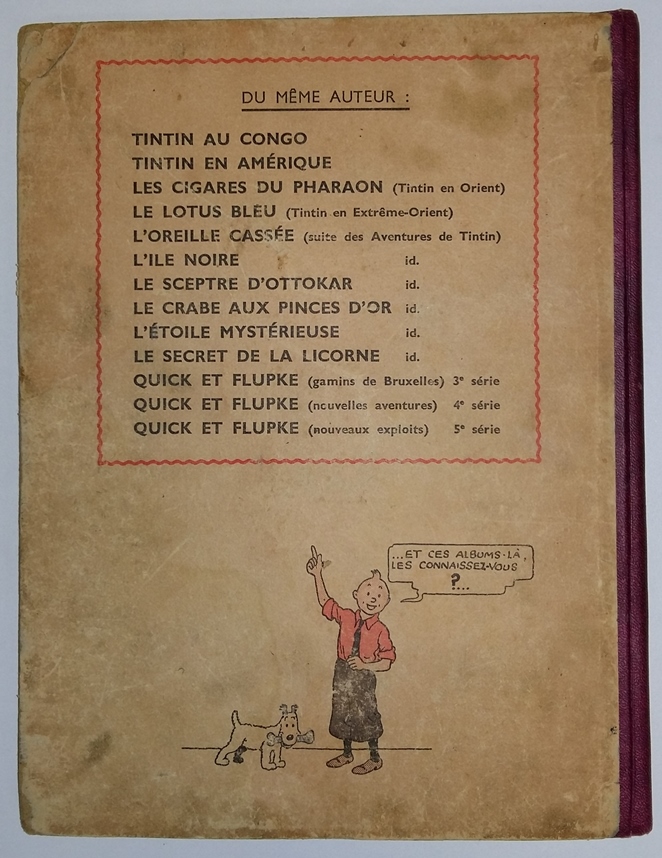 DU MÊME AUTEUR :
TINTIN AU CONGO
TINTIN EN AMÉRIQUE
LES CIGARES DU PHARAON (Tintin en Orient)
LE LOTUS BLEU (Tintin en Extrême-Orient)
L'OREILLE CASSÉE (suite des Aventures de Tintin)
L'ILE NOIRE id.
LE SCEPTRE D'OTTOKAR id.
LE CRABE AUX PINCES D'OR id.
L'ÉTOILE MYSTÉRIEUSE id.
LE SECRET DE LA LICORNE id.
QUICK ET FLUPKE (gamins de Bruxelles) 3e série
QUICK ET FLUPKE (nouvelles aventures) 4e série
QUICK ET FLUPKE (nouveaux exploits) 5e série
...ET CES ALBUMS-LÀ,
LES CONNAISSEZ-VOUS
?...